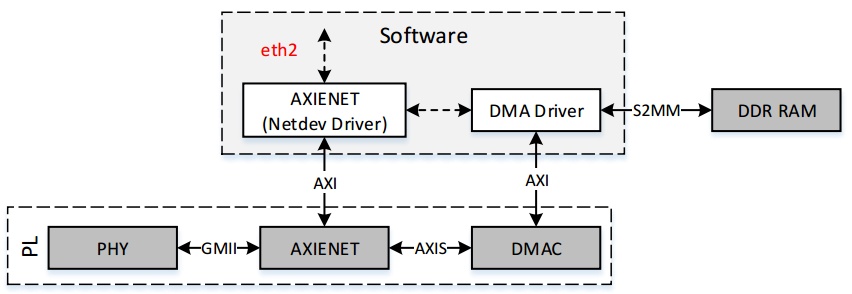 Software
eth2
AXIENET
(Netdev Driver)
DMA Driver
S2MM
DDR RAM
AXI
AXI
PL
PHY
GMII
AXIENET
AXIS
DMAC